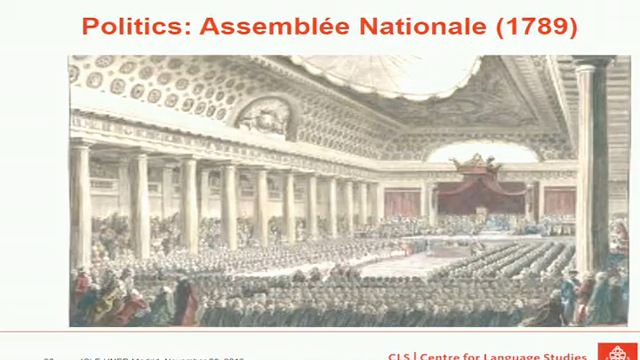 Politics: Assemblée Nationale (1789)
CLS | Centre for Language Studies